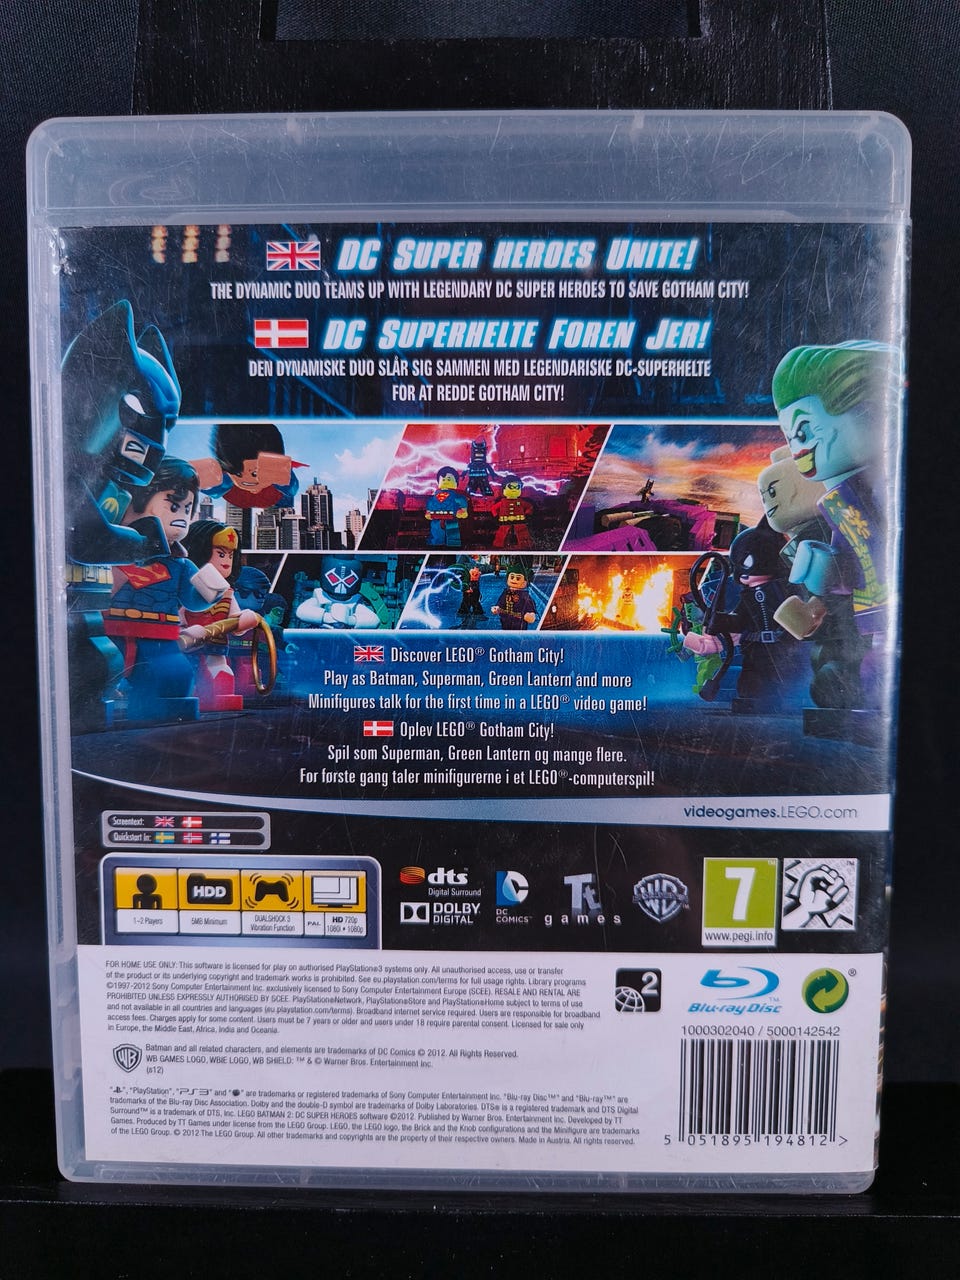 DC SUPER HEROES UNITE!
THE DYNAMIC DUO TEAMS UP WITH LEGENDARY DC SUPER HEROES TO SAVE GOTHAM CITY!
DC SUPERHELTE FOREN JER!
DEN DYNAMISKE DUO SLÅR SIG SAMMEN MED LEGENDARISKE DC-SUPERHELTE
FOR AT REDDE GOTHAM CITY!
Discover LEGO® Gotham City!
Play as Batman, Superman, Green Lantern and more
Minifigures talk for the first time in a LEGO® video game!
Oplev LEGO® Gotham City!
Spil som Superman, Green Lantern og mange flere.
For første gang taler minifigurerne i et LEGO®-computerspil!
videogames.LEGO.com
Screentext:
Quickstart in:
HDD
1-2 Players
5MB Minimum
DUALSHOCK 3
Vibration Function
PAL
HD 720p
1080i • 1080p
dts
Digital Surround
DOLBY
DIGITAL
DC
COMICS™
Tt
games
WB
7
www.pegi.info
FOR HOME USE ONLY: This software is licensed for play on authorised PlayStation®3 systems only. All unauthorised access, use or transfer
of the product or its underlying copyright and trademark works is prohibited. See eu.playstation.com/terms for full usage rights. Library programs
©1997-2012 Sony Computer Entertainment Inc. exclusively licensed to Sony Computer Entertainment Europe (SCEE). RESALE AND RENTAL ARE
PROHIBITED UNLESS EXPRESSLY AUTHORISED BY SCEE. PlayStation®Network, PlayStation®Store and PlayStation®Home subject to terms of use
and not available in all countries and languages (eu.playstation.com/terms). Broadband internet service required. Users are responsible for broadband
access fees. Charges apply for some content. Users must be 7 years or older and users under 18 require parental consent. Licensed for sale only
in Europe, the Middle East, Africa, India and Oceania.
2
Blu-ray Disc™
1000302040 / 5000142542
WB
Batman and all related characters, and elements are trademarks of DC Comics © 2012. All Rights Reserved.
WB GAMES LOGO, WBIE LOGO, WB SHIELD: ™ & © Warner Bros. Entertainment Inc.
(s12)
"PlayStation", "PS3" and are trademarks or registered trademarks of Sony Computer Entertainment Inc. "Blu-ray Disc™" and "Blu-ray™" are
trademarks of the Blu-ray Disc Association. Dolby and the double-D symbol are trademarks of Dolby Laboratories. DTS® is a registered trademark and DTS Digital
Surround™ is a trademark of DTS, Inc. LEGO BATMAN 2: DC SUPER HEROES software ©2012. Published by Warner Bros. Entertainment Inc. Developed by TT
Games. Produced by TT Games under license from the LEGO Group. LEGO, the LEGO logo, the Brick and the Knob configurations and the Minifigure are trademarks
of the LEGO Group. © 2012 The LEGO Group. All other trademarks and copyrights are the property of their respective owners. Made in Austria. All rights reserved.
5 051895 194812 >